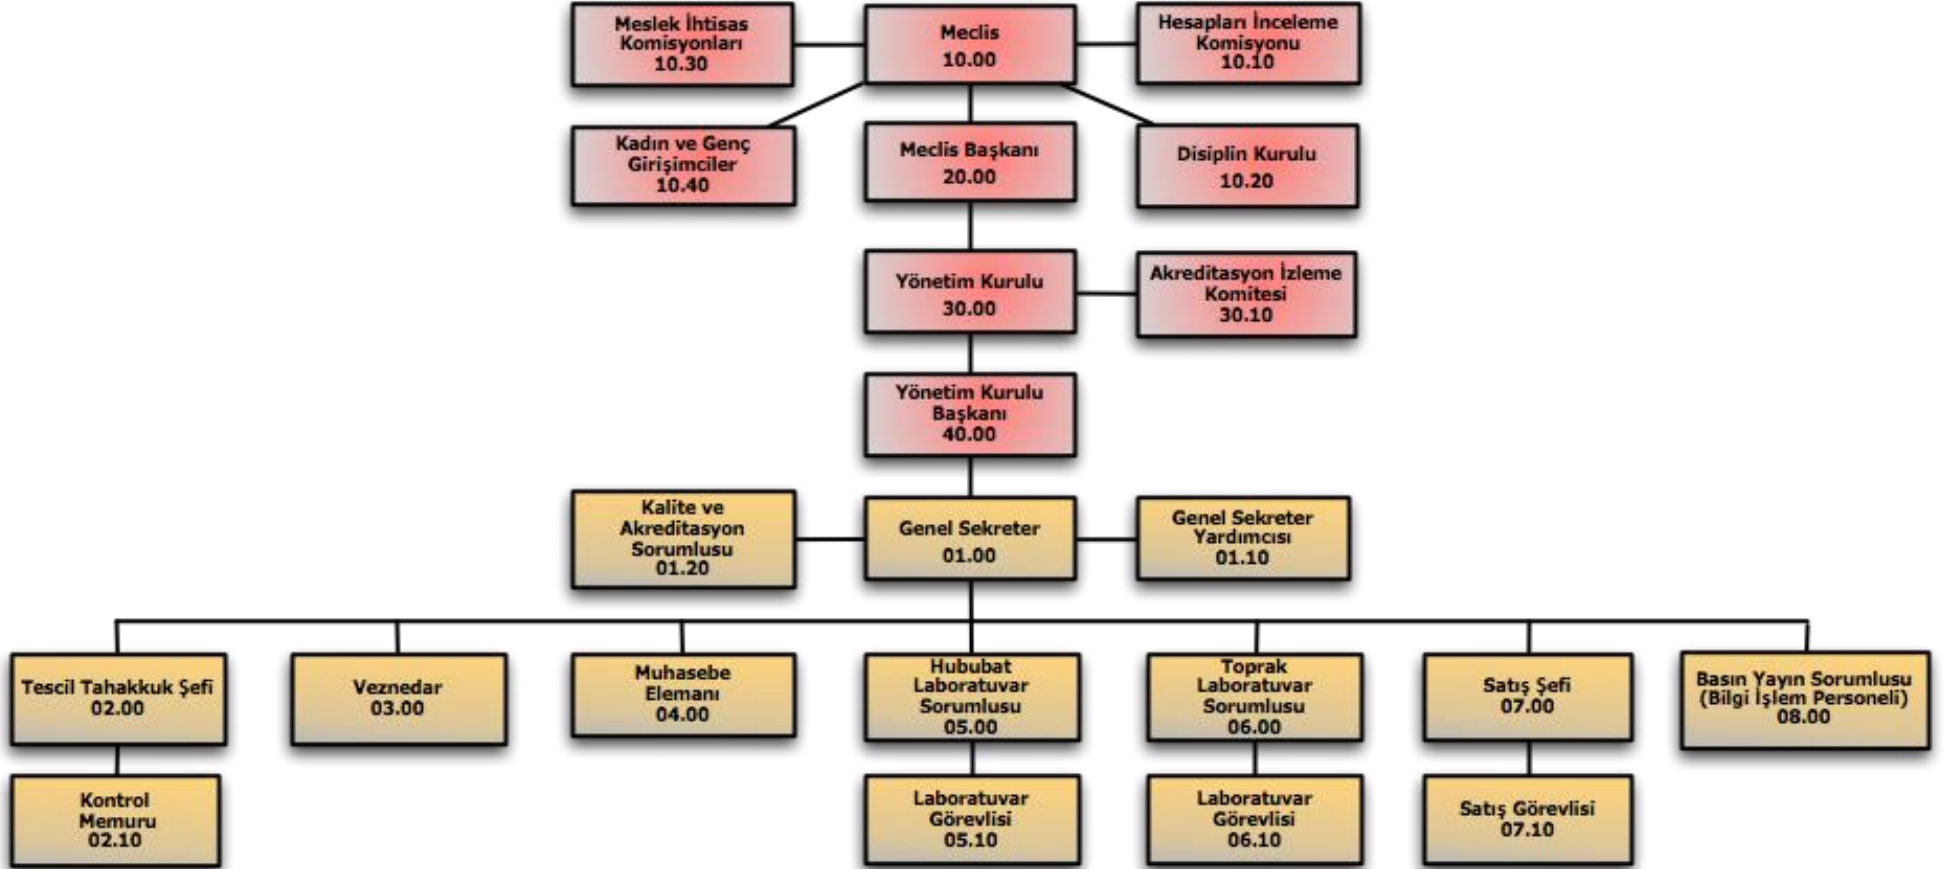 Meslek İhtisas
Komisyonları
10.30
Meclis
10.00
Hesapları İnceleme
Komisyonu
10.10
Kadın ve Genç
Girişimciler
10.40
Meclis Başkanı
20.00
Disiplin Kurulu
10.20
Yönetim Kurulu
30.00
Akreditasyon İzleme
Komitesi
30.10
Yönetim Kurulu
Başkanı
40.00
Kalite ve
Akreditasyon
Sorumlusu
01.20
Genel Sekreter
01.00
Genel Sekreter
Yardımcısı
01.10
Tescil Tahakkuk Şefi
02.00
Veznedar
03.00
Muhasebe
Elemanı
04.00
Hububat
Laboratuvar
Sorumlusu
05.00
Toprak
Laboratuvar
Sorumlusu
06.00
Satış Şefi
07.00
Basın Yayın Sorumlusu
(Bilgi İşlem Personeli)
08.00
Kontrol
Memuru
02.10
Laboratuvar
Görevlisi
05.10
Laboratuvar
Görevlisi
06.10
Satış Görevlisi
07.10